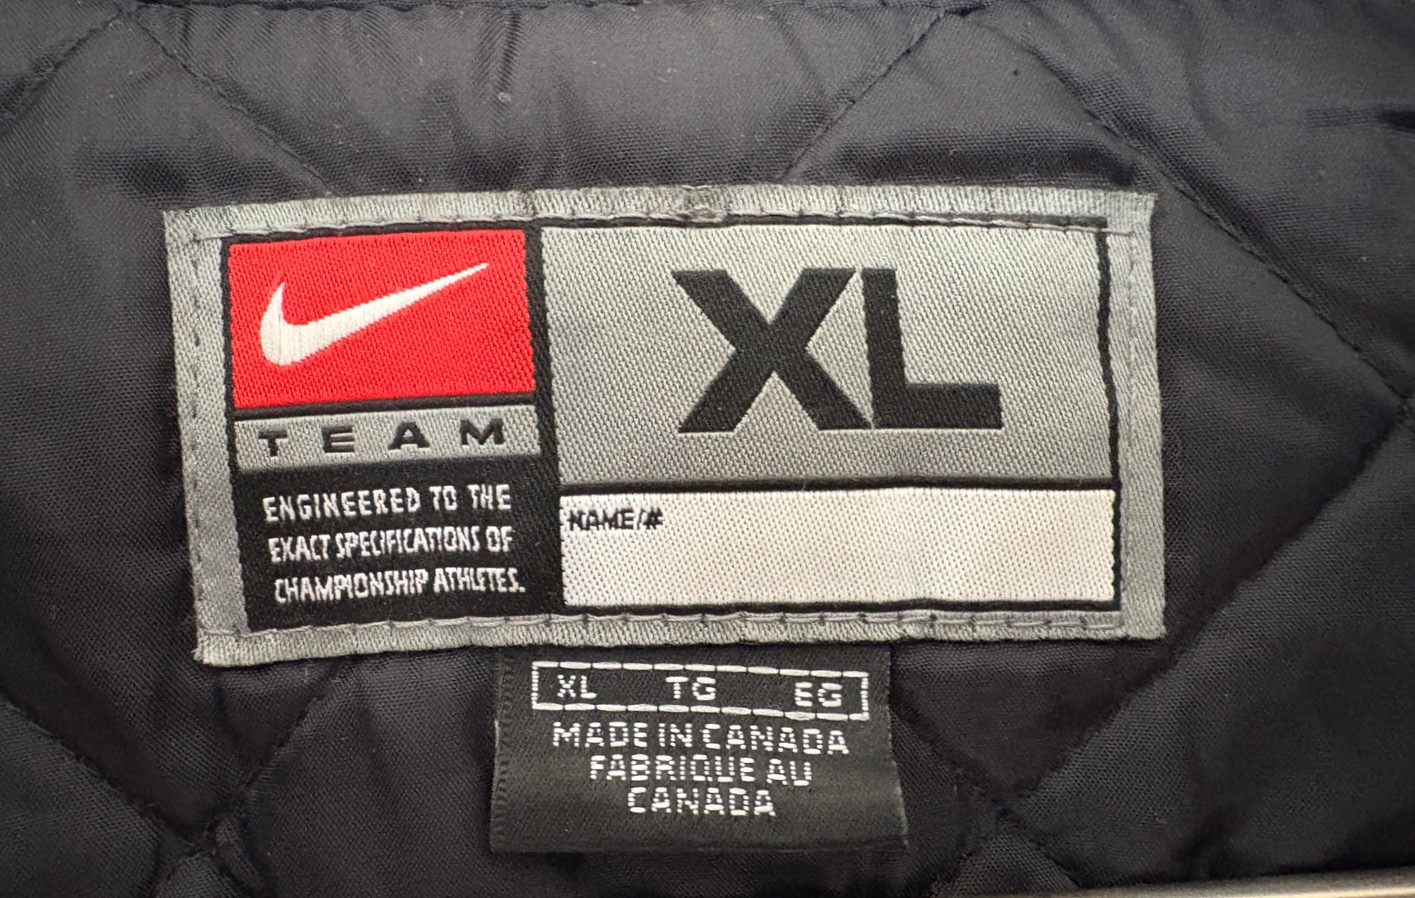 XL
TEAM
ENGINEERED TO THE
EXACT SPECIFICATIONS OF
CHAMPIONSHIP ATHLETES.
NAME/#
XL TG EG
MADE IN CANADA
FABRIQUE AU
CANADA